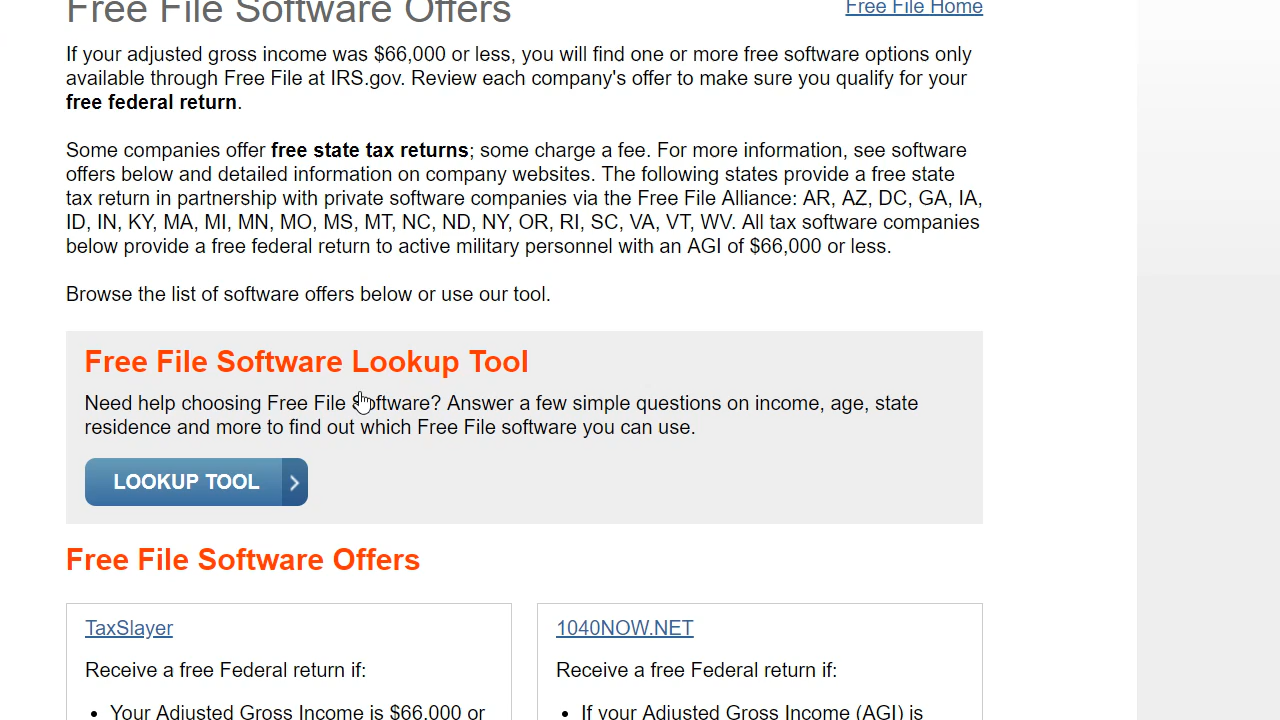 Free File Software Offers
Free File Home
If your adjusted gross income was $66,000 or less, you will find one or more free software options only
available through Free File at IRS.gov. Review each company's offer to make sure you qualify for your
free federal return.
Some companies offer free state tax returns; some charge a fee. For more information, see software
offers below and detailed information on company websites. The following states provide a free state
tax return in partnership with private software companies via the Free File Alliance: AR, AZ, DC, GA, IA,
ID, IN, KY, MA, MI, MN, MO, MS, MT, NC, ND, NY, OR, RI, SC, VA, VT, WV. All tax software companies
below provide a free federal return to active military personnel with an AGI of $66,000 or less.
Browse the list of software offers below or use our tool.
Free File Software Lookup Tool
Need help choosing Free File Software? Answer a few simple questions on income, age, state
residence and more to find out which Free File software you can use.
LOOKUP TOOL
Free File Software Offers
TaxSlayer
Receive a free Federal return if:
• Your Adjusted Gross Income is $66,000 or
1040NOW.NET
Receive a free Federal return if:
• If your Adjusted Gross Income (AGI) is